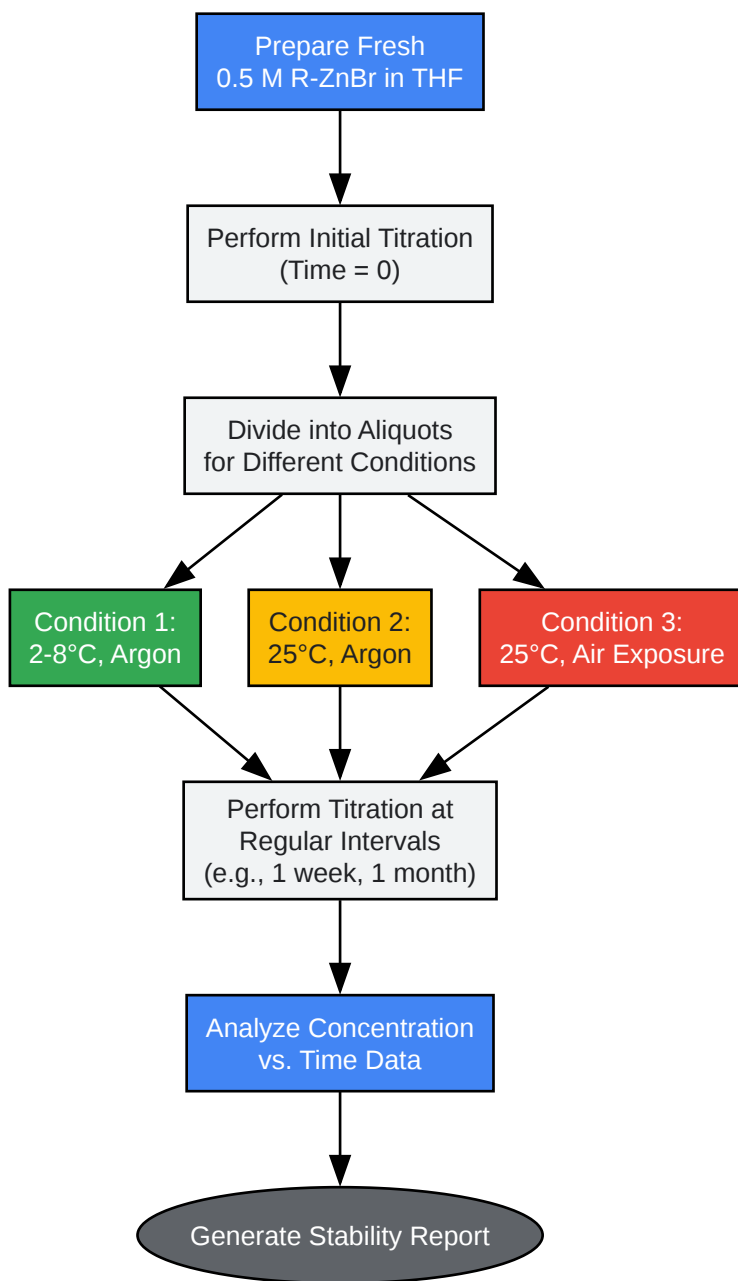 Prepare Fresh
0.5 M R-ZnBr in THF
Perform Initial Titration
(Time = 0)
Divide into Aliquots
for Different Conditions
Condition 1:
2-8°C, Argon
Condition 2:
25°C, Argon
Condition 3:
25°C, Air Exposure
Perform Titration at
Regular Intervals
(e.g., 1 week, 1 month)
Analyze Concentration
vs. Time Data
Generate Stability Report